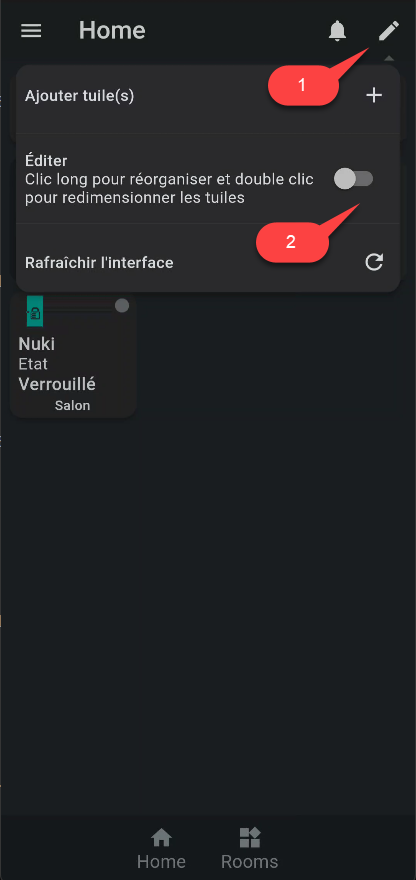 Home
1
Ajouter tuile(s)
Éditer
Clic long pour réorganiser et double clic
pour redimensionner les tuiles
2
Rafraîchir l'interface
Nuki
Etat
Verrouillé
Salon
Home
Rooms